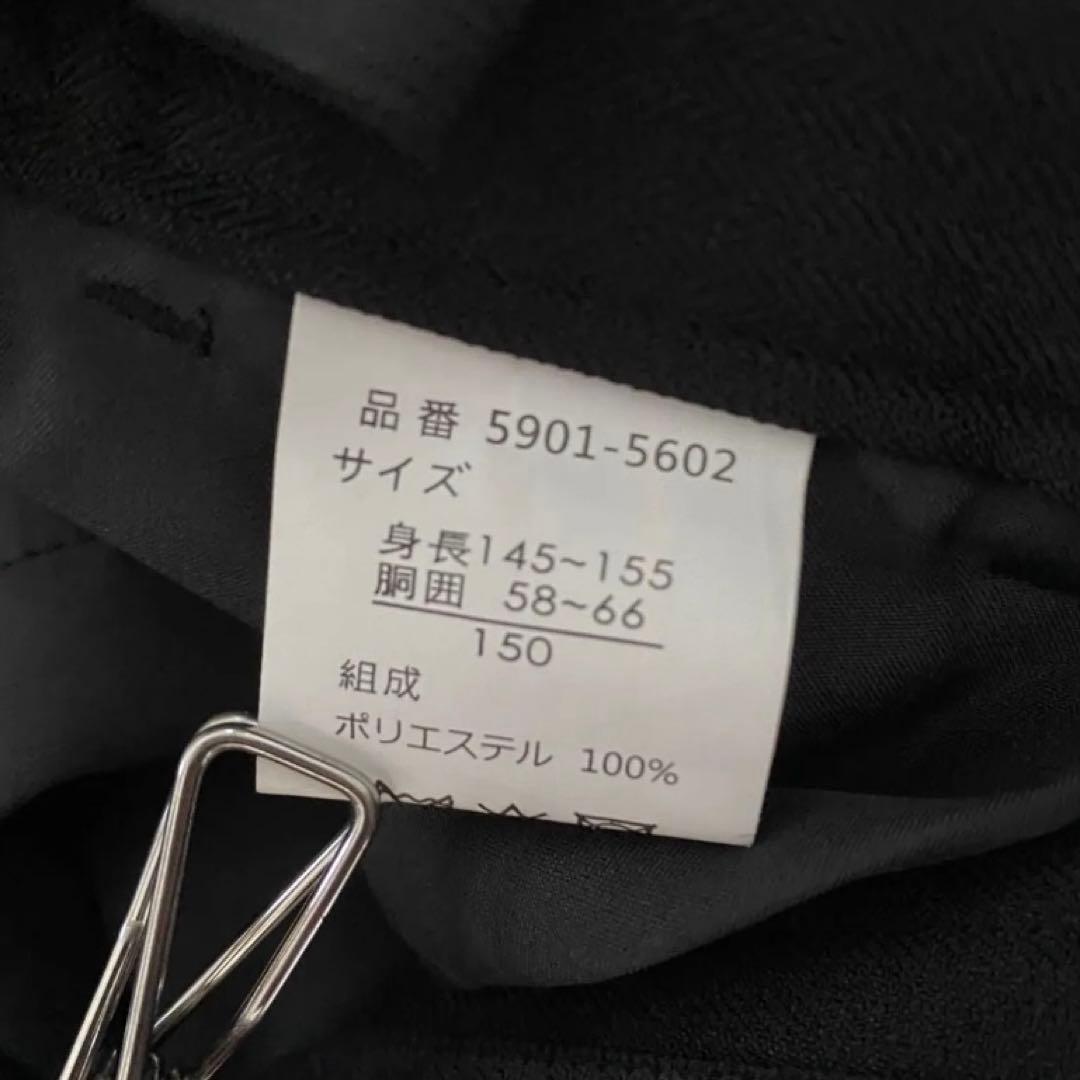 品番 5901-5602
サイズ
身長145~155
胴囲 58~66
150
組成
ポリエステル 100%